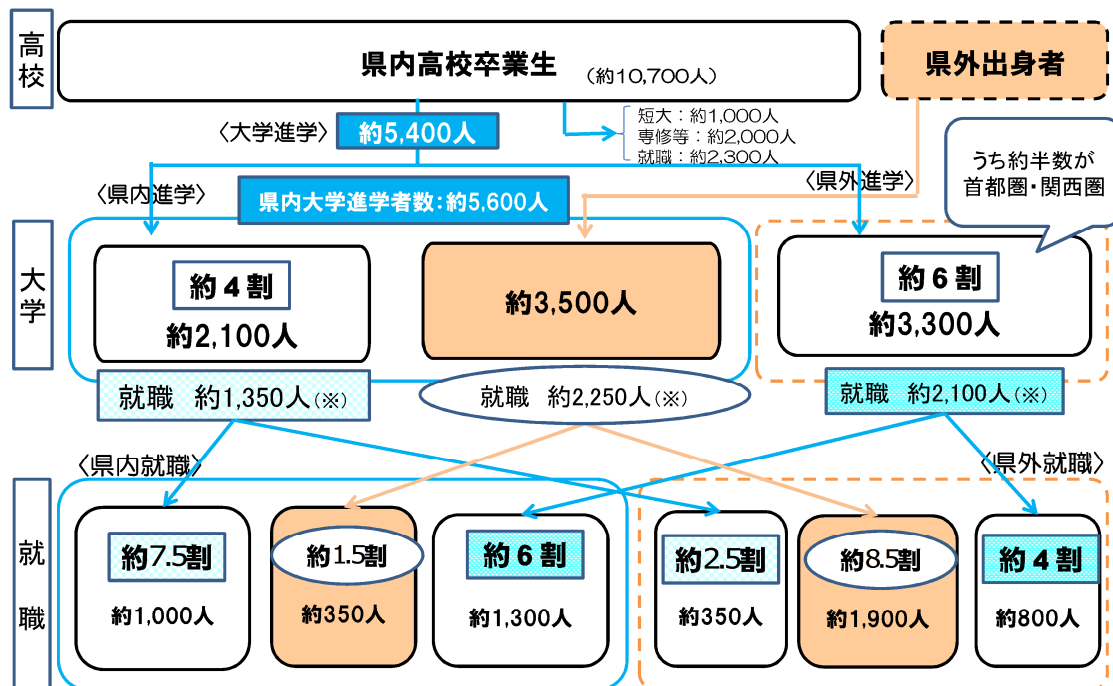 高校
県内高校卒業生 (約10,700人)
県外出身者
〈大学進学〉
約5,400人
短大：約1,000人
専修等：約2,000人
就職：約2,300人
うち約半数が
首都圏・関西圏
〈県内進学〉
県内大学進学者数：約5,600人
〈県外進学〉
大学
約４割
約2,100人
約3,500人
約６割
約3,300人
就職 約1,350人(※)
就職 約2,250人(※)
就職 約2,100人(※)
〈県内就職〉
〈県外就職〉
就職
約7.5割
約1,000人
約1.5割
約350人
約６割
約1,300人
約2.5割
約350人
約8.5割
約1,900人
約４割
約800人